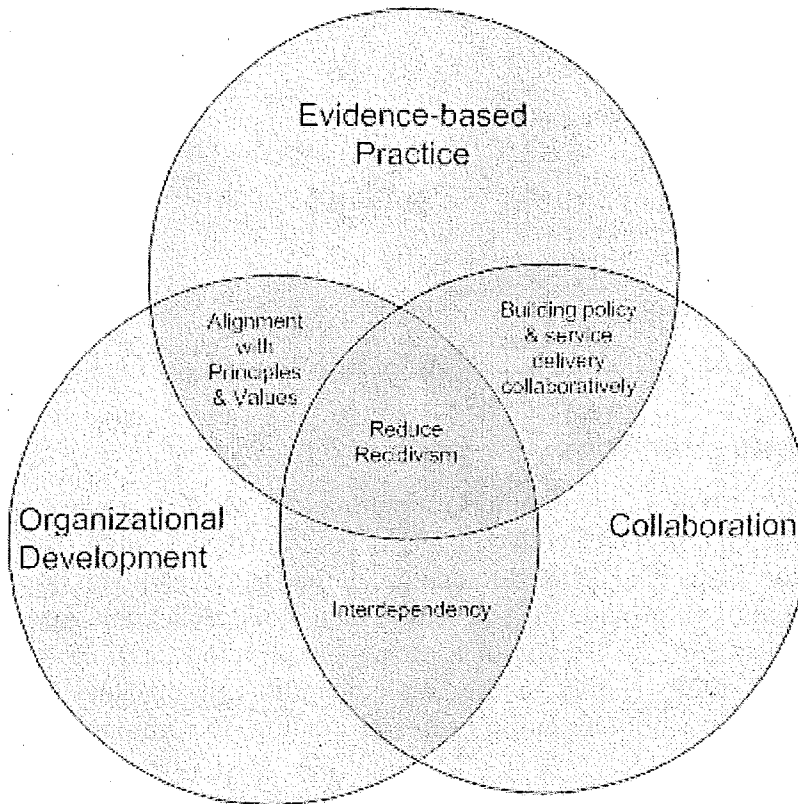 Evidence-based
Practice
Alignment
with
Principles
& Values
Building policy
& service
delivery
collaboratively
Reduce
Recidivism
Organizational
Development
Collaboration
Interdependency